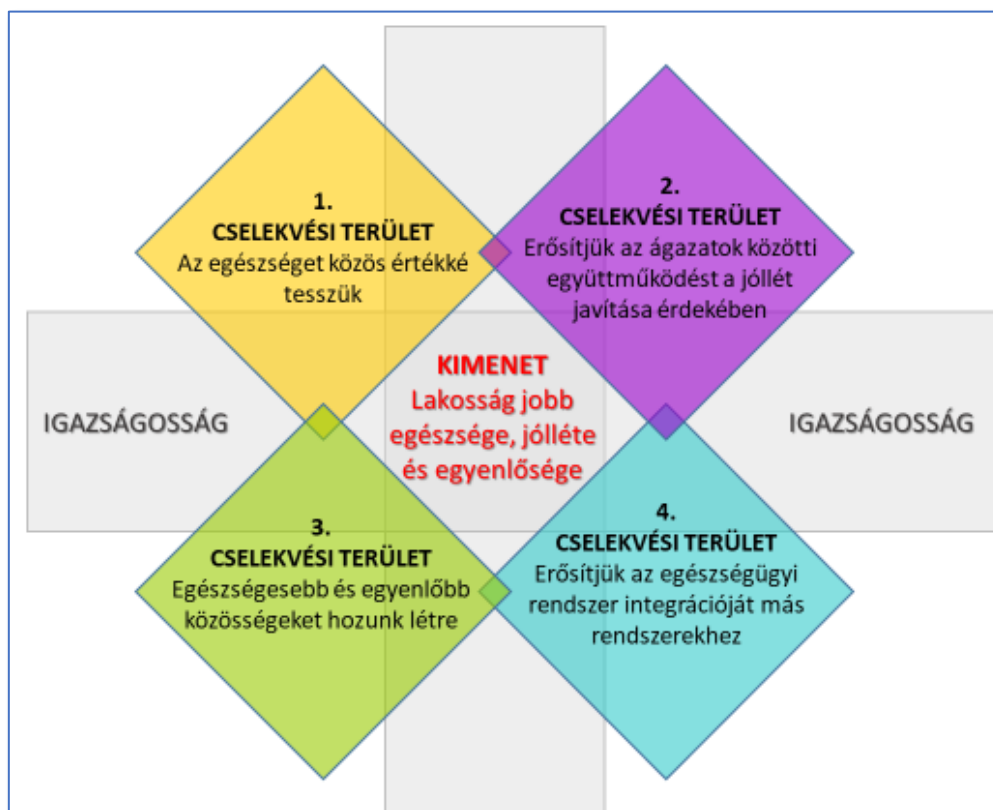 1.
CSELEKVÉSI TERÜLET
Az egészséget közös értékké
tesszük
2.
CSELEKVÉSI TERÜLET
Erősítjük az ágazatok közötti
együttműködést a jóllét
javítása érdekében
IGAZSÁGOSSÁG
KIMENET
Lakosság jobb
egészsége, jólléte
és egyenlősége
IGAZSÁGOSSÁG
3.
CSELEKVÉSI TERÜLET
Egészségesebb és egyenlőbb
közösségeket hozunk létre
4.
CSELEKVÉSI TERÜLET
Erősítjük az egészségügyi
rendszer integrációját más
rendszerekhez